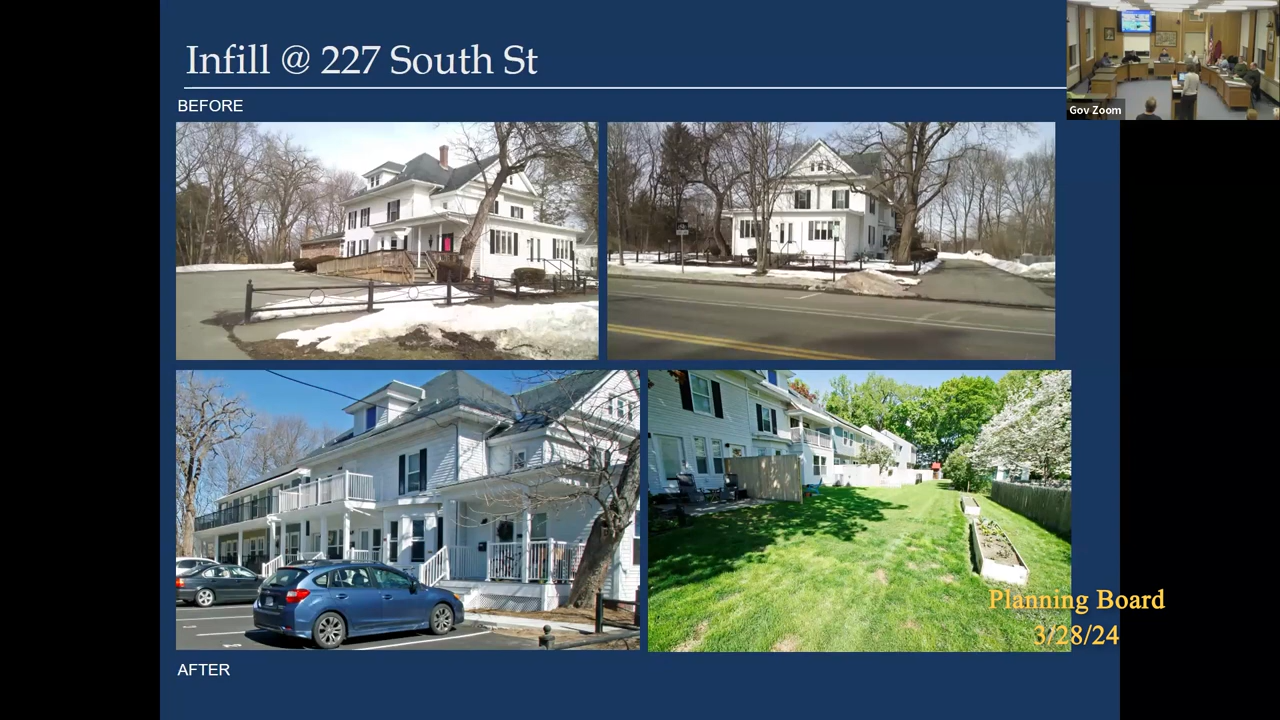 Infill @ 227 South St
BEFORE
Gov Zoom
Planning Board
3/28/24
AFTER